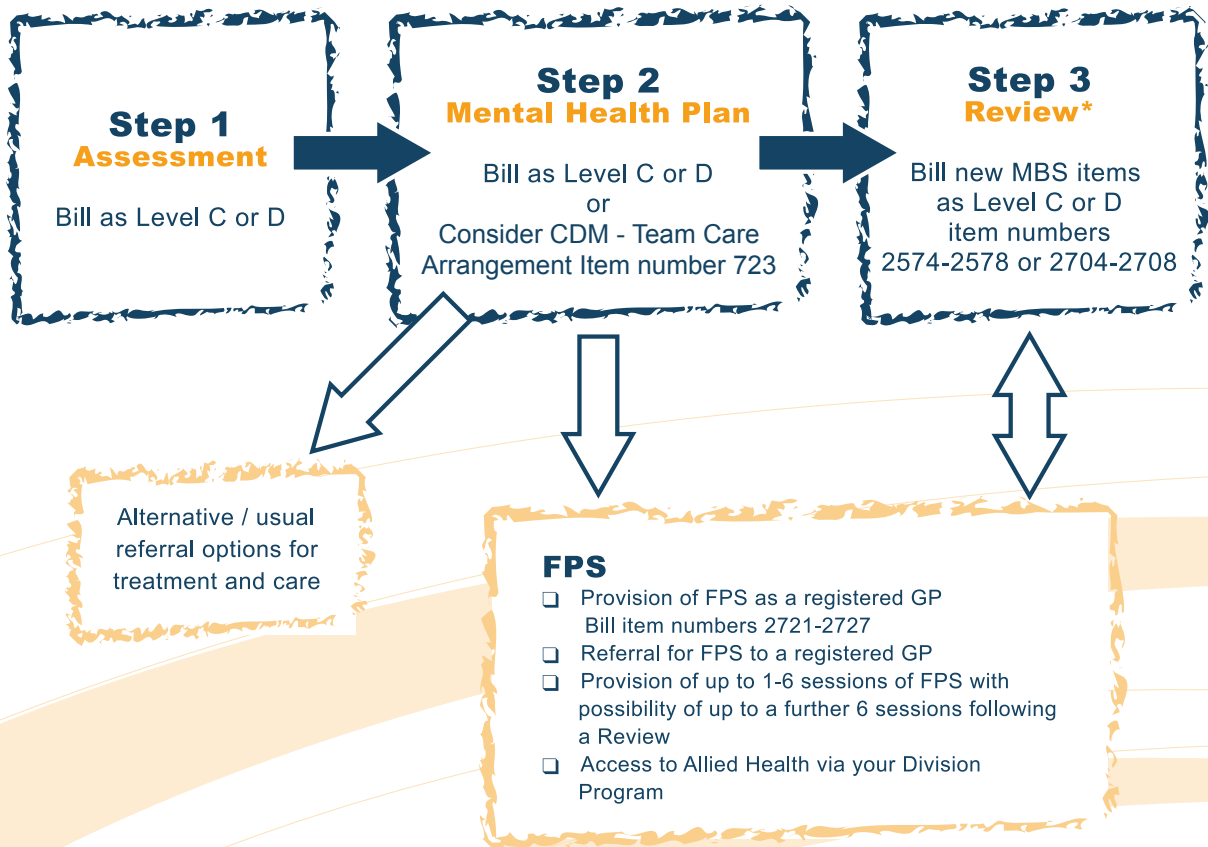 Step 1
Assessment
Bill as Level C or D
Step 2
Mental Health Plan
Bill as Level C or D
or
Consider CDM - Team Care
Arrangement Item number 723
Step 3
Review*
Bill new MBS items
as Level C or D
item numbers
2574-2578 or 2704-2708
Alternative / usual
referral options for
treatment and care
FPS
❏ Provision of FPS as a registered GP
Bill item numbers 2721-2727
❏ Referral for FPS to a registered GP
❏ Provision of up to 1-6 sessions of FPS with
possibility of up to a further 6 sessions following
a Review
❏ Access to Allied Health via your Division
Program